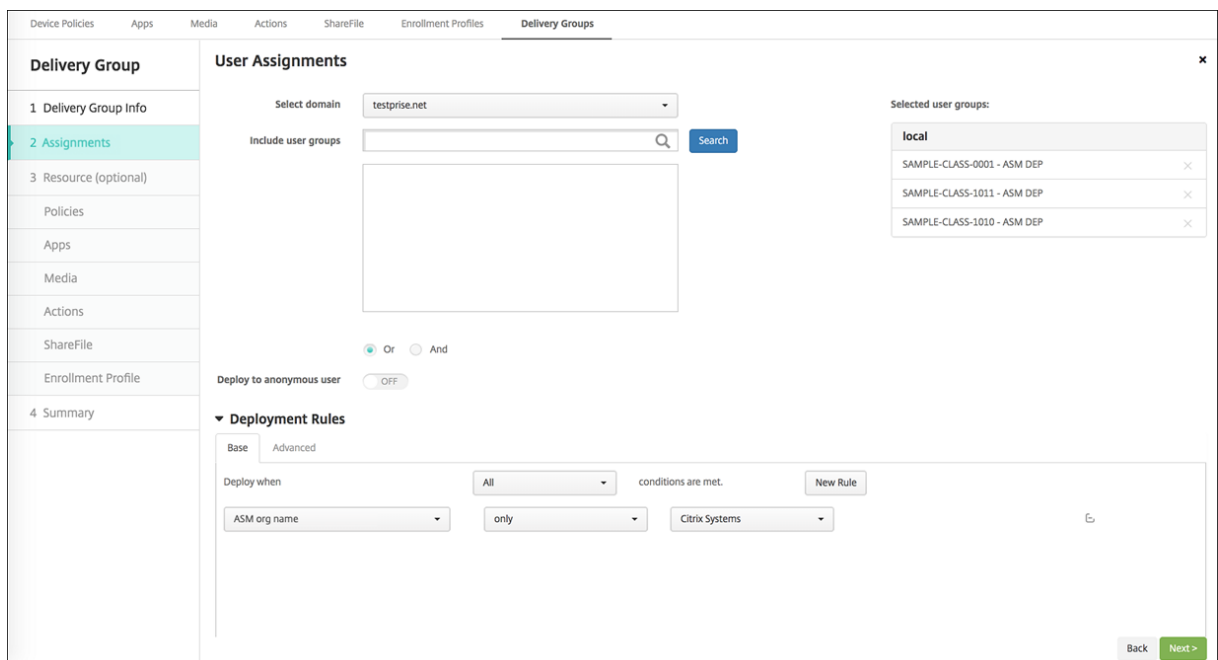 Device Policies Apps Media Actions ShareFile Enrollment Profiles Delivery Groups
Delivery Group
1 Delivery Group Info
2 Assignments
3 Resource (optional)
Policies
Apps
Media
Actions
ShareFile
Enrollment Profile
4 Summary
User Assignments
Select domain testprise.net
Include user groups Search
Or And
Deploy to anonymous user OFF
Selected user groups:
local
SAMPLE-CLASS-0001 - ASM DEP
SAMPLE-CLASS-1011 - ASM DEP
SAMPLE-CLASS-1010 - ASM DEP
Deployment Rules
Base Advanced
Deploy when All conditions are met. New Rule
ASM org name only Citrix Systems
Back Next >